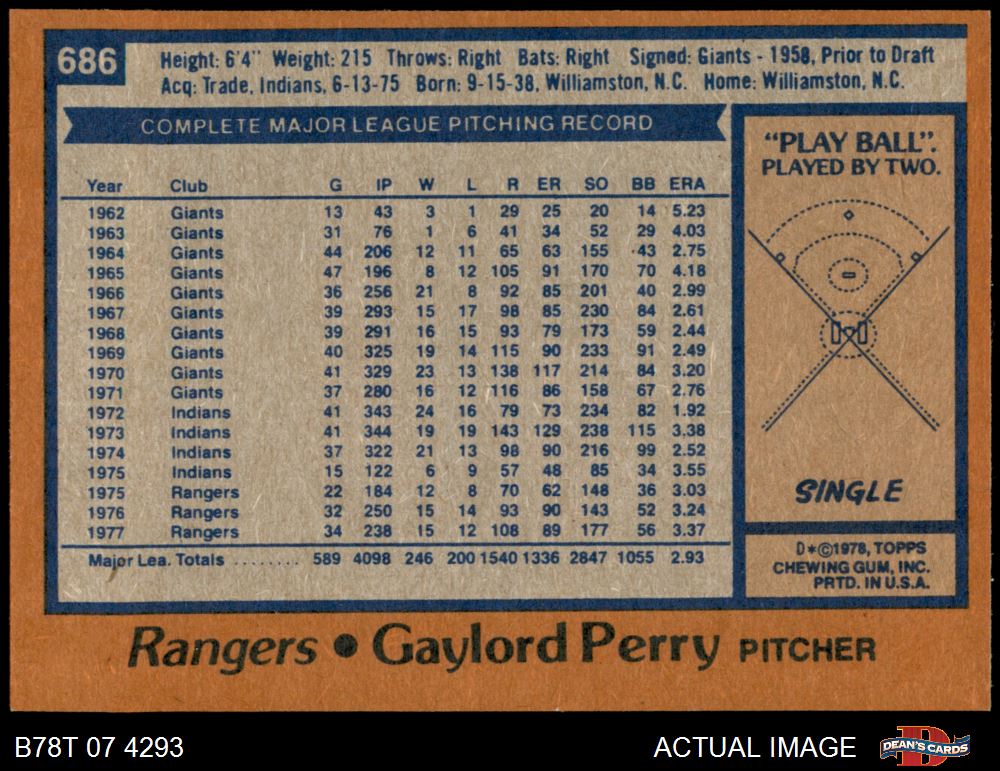 686
Height: 6'4" Weight: 215 Throws: Right Bats: Right Signed: Giants - 1958, Prior to Draft
Acq: Trade, Indians, 6-13-75 Born: 9-15-38, Williamston, N.C. Home: Williamston, N.C.
COMPLETE MAJOR LEAGUE PITCHING RECORD
Year Club G IP W L R ER SO BB ERA
1962 Giants 13 43 3 1 29 25 20 14 5.23
1963 Giants 31 76 1 6 41 34 52 29 4.03
1964 Giants 44 206 12 11 65 63 155 43 2.75
1965 Giants 47 196 8 12 105 91 170 70 4.18
1966 Giants 36 256 21 8 92 85 201 40 2.99
1967 Giants 39 293 15 17 98 85 230 84 2.61
1968 Giants 39 291 16 15 93 79 173 59 2.44
1969 Giants 40 325 19 14 115 90 233 91 2.49
1970 Giants 41 329 23 13 138 117 214 84 3.20
1971 Giants 37 280 16 12 116 86 158 67 2.76
1972 Indians 41 343 24 16 79 73 234 82 1.92
1973 Indians 41 344 19 19 143 129 238 115 3.38
1974 Indians 37 322 21 13 98 90 216 99 2.52
1975 Indians 15 122 6 9 57 48 85 34 3.55
1975 Rangers 22 184 12 8 70 62 148 36 3.03
1976 Rangers 32 250 15 14 93 90 143 52 3.24
1977 Rangers 34 238 15 12 108 89 177 56 3.37
Major Lea. Totals ........ 589 4098 246 200 1540 1336 2847 1055 2.93
"PLAY BALL".
PLAYED BY TWO.
SINGLE
D*©1978, TOPPS
CHEWING GUM, INC.
PRTD. IN U.S.A.
Rangers • Gaylord Perry PITCHER
B78T 07 4293
ACTUAL IMAGE
D
DEAN'S CARDS